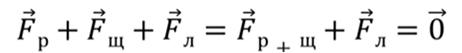 F⃗р + F⃗щ + F⃗л = F⃗р + щ + F⃗л = 0⃗